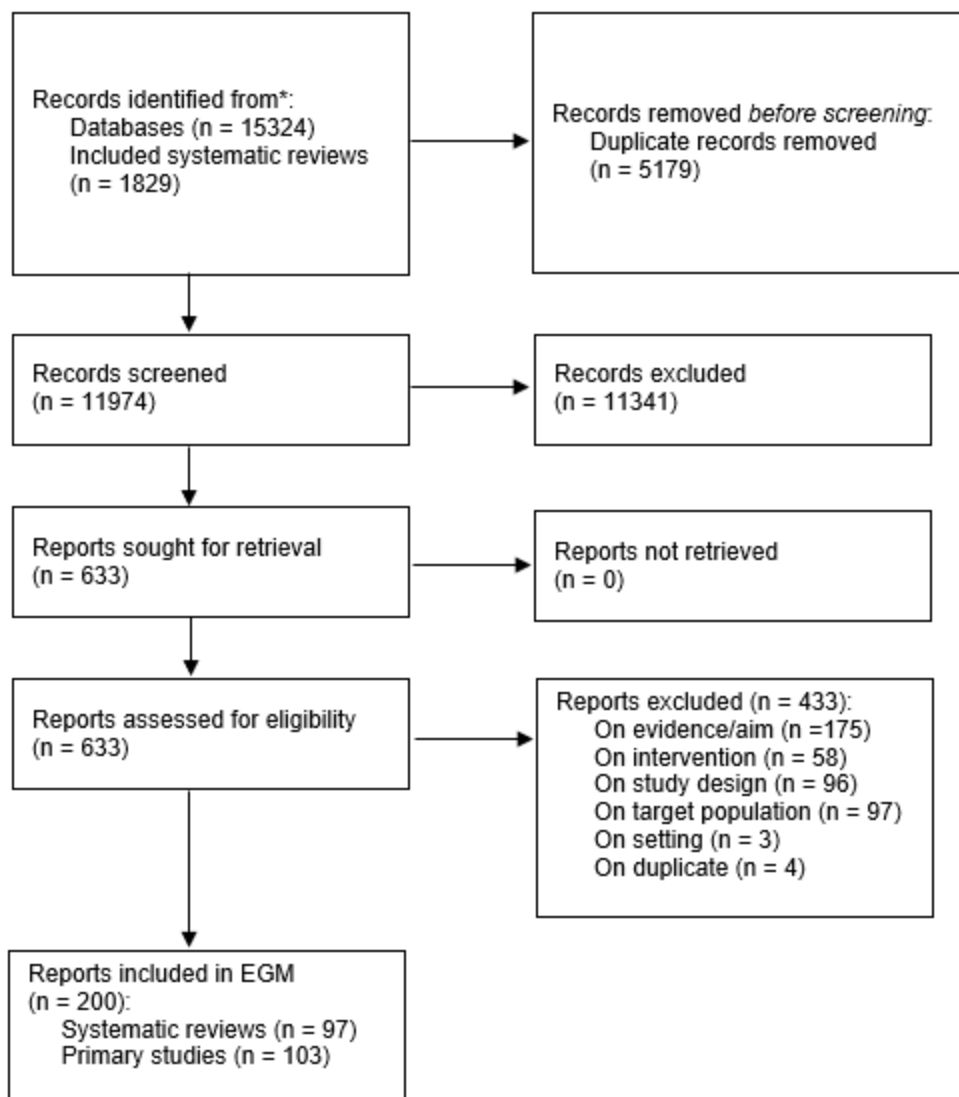 Records identified from*:
Databases (n = 15324)
Included systematic reviews
(n = 1829)
Records removed before screening:
Duplicate records removed
(n = 5179)
Records screened
(n = 11974)
Records excluded
(n = 11341)
Reports sought for retrieval
(n = 633)
Reports not retrieved
(n = 0)
Reports assessed for eligibility
(n = 633)
Reports excluded (n = 433):
On evidence/aim (n =175)
On intervention (n = 58)
On study design (n = 96)
On target population (n = 97)
On setting (n = 3)
On duplicate (n = 4)
Reports included in EGM
(n = 200):
Systematic reviews (n = 97)
Primary studies (n = 103)